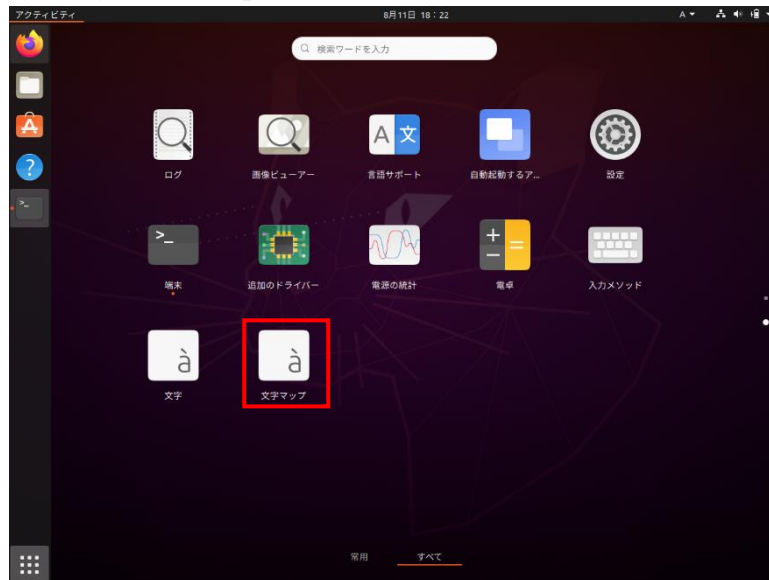 アクティビティ 8月11日 18:22 A
検索ワードを入力
A 文
ログ 画像ビューアー 言語サポート 自動起動するア... 設定
>_ + − =
端末 追加のドライバー 電源の統計 電卓 入力メソッド
à à
文字 文字マップ
常用 すべて